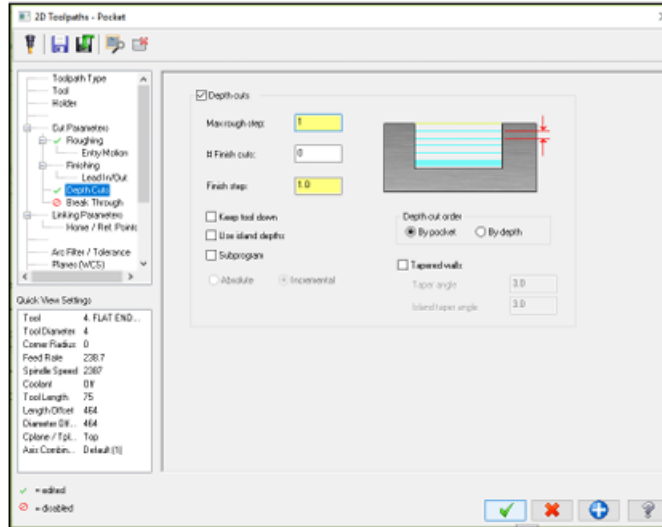 2D Toolpaths - Pocket
Toolpath Type
Tool
Holder
Cut Parameters
Roughing
Entry Motion
Finishing
Lead In/Out
Depth Cuts
Break Through
Linking Parameters
Home / Ref. Points
Arc Filter / Tolerance
Planes (WCS)
Quick View Settings
Tool 4. FLAT END...
Tool Diameter 4
Corner Radius 0
Feed Rate 238.7
Spindle Speed 2387
Coolant Off
Tool Length 75
Length Offset 464
Diameter Off... 464
Cplane / Tpl... Top
Axis Combin... Default (1)
= edited
= disabled
Depth cuts
Max rough step: 1
# Finish cuts: 0
Finish step: 1.0
Keep tool down
Use island depths
Subprogram
Absolute Incremental
Depth cut order
By pocket By depth
Tapered walls
Taper angle 3.0
Island taper angle 3.0